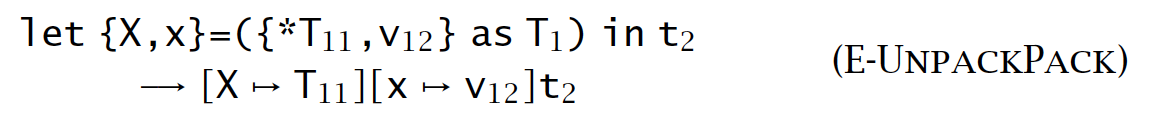 let {X,x}=({*T₁₁,v₁₂} as T₁) in t₂
(E-UNPACKPACK)
⟶ [X ↦ T₁₁][x ↦ v₁₂]t₂